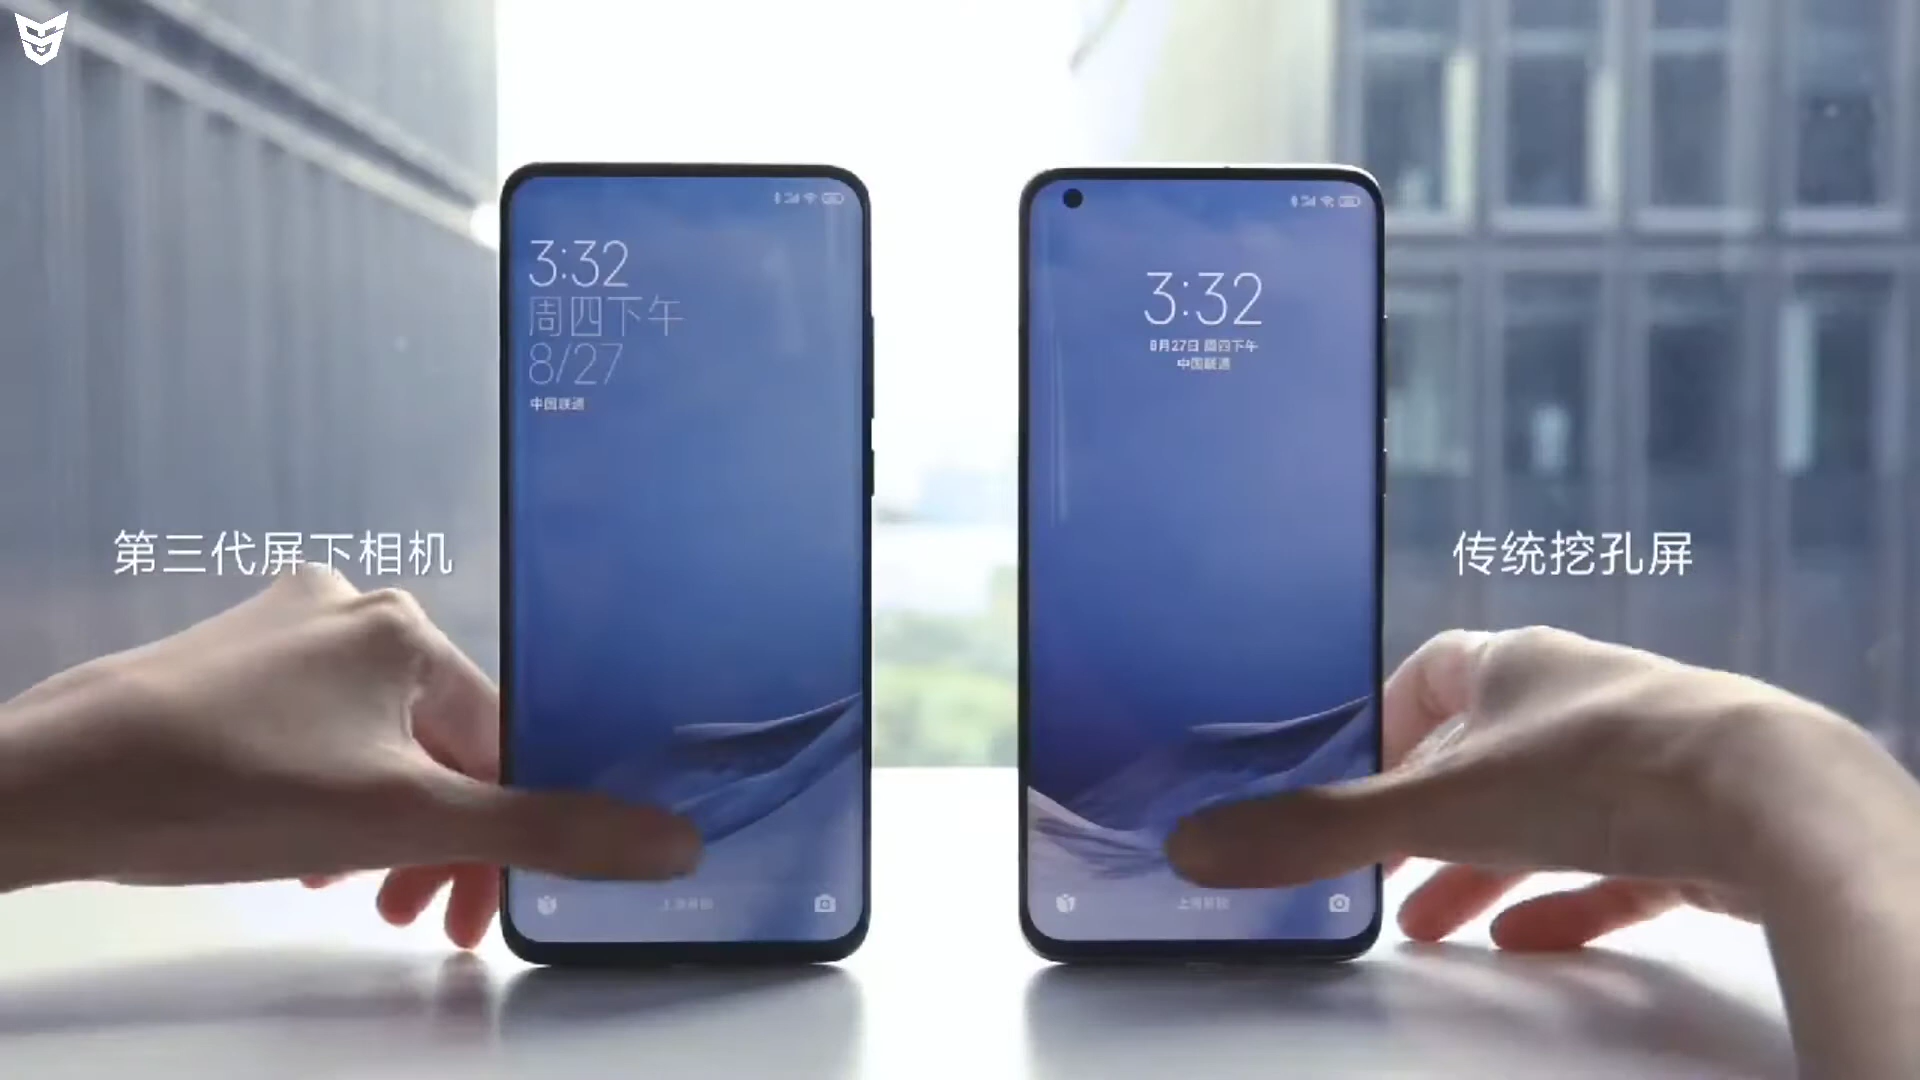 3:32
周四下午
8/27
中国联通
第三代屏下相机
3:32
8月27日 周四下午
中国联通
传统挖孔屏